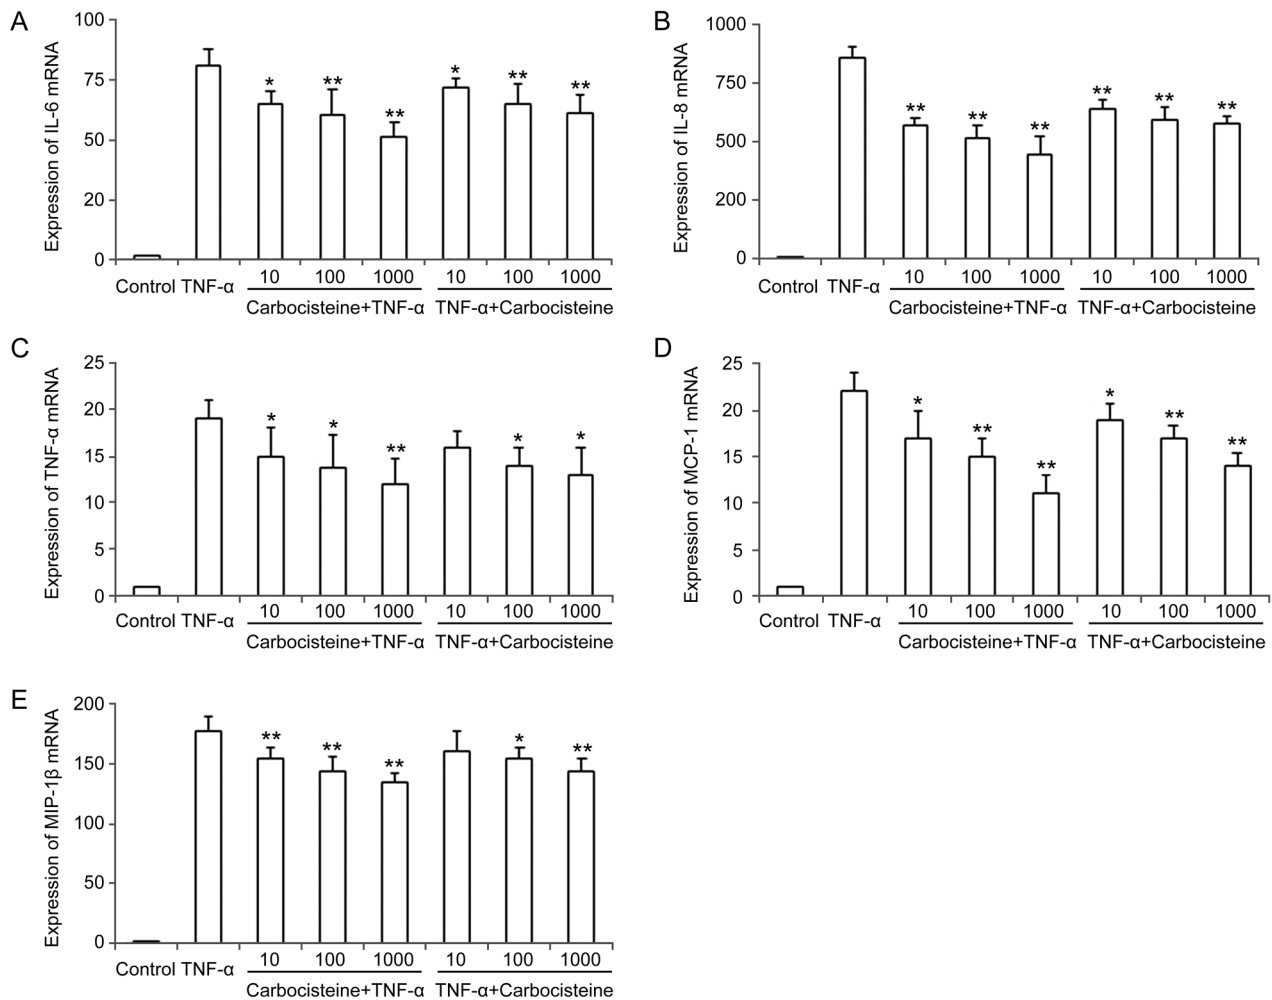 A
Expression of IL-6 mRNA
100
75
50
20
0
* ** ** * ** **
10 100 1000 10 100 1000
Control TNF-α
Carbocisteine+TNF-α TNF-α+Carbocisteine
B
Expression of IL-8 mRNA
1000
750
500
200
0
** ** ** ** ** **
10 100 1000 10 100 1000
Control TNF-α
Carbocisteine+TNF-α TNF-α+Carbocisteine
C
Expression of TNF-α mRNA
25
20
15
10
5
0
* * ** * *
10 100 1000 10 100 1000
Control TNF-α
Carbocisteine+TNF-α TNF-α+Carbocisteine
D
Expression of MCP-1 mRNA
25
20
15
10
5
0
* ** ** * ** **
10 100 1000 10 100 1000
Control TNF-α
Carbocisteine+TNF-α TNF-α+Carbocisteine
E
Expression of MIP-1β mRNA
200
150
100
50
0
** ** ** * **
10 100 1000 10 100 1000
Control TNF-α
Carbocisteine+TNF-α TNF-α+Carbocisteine